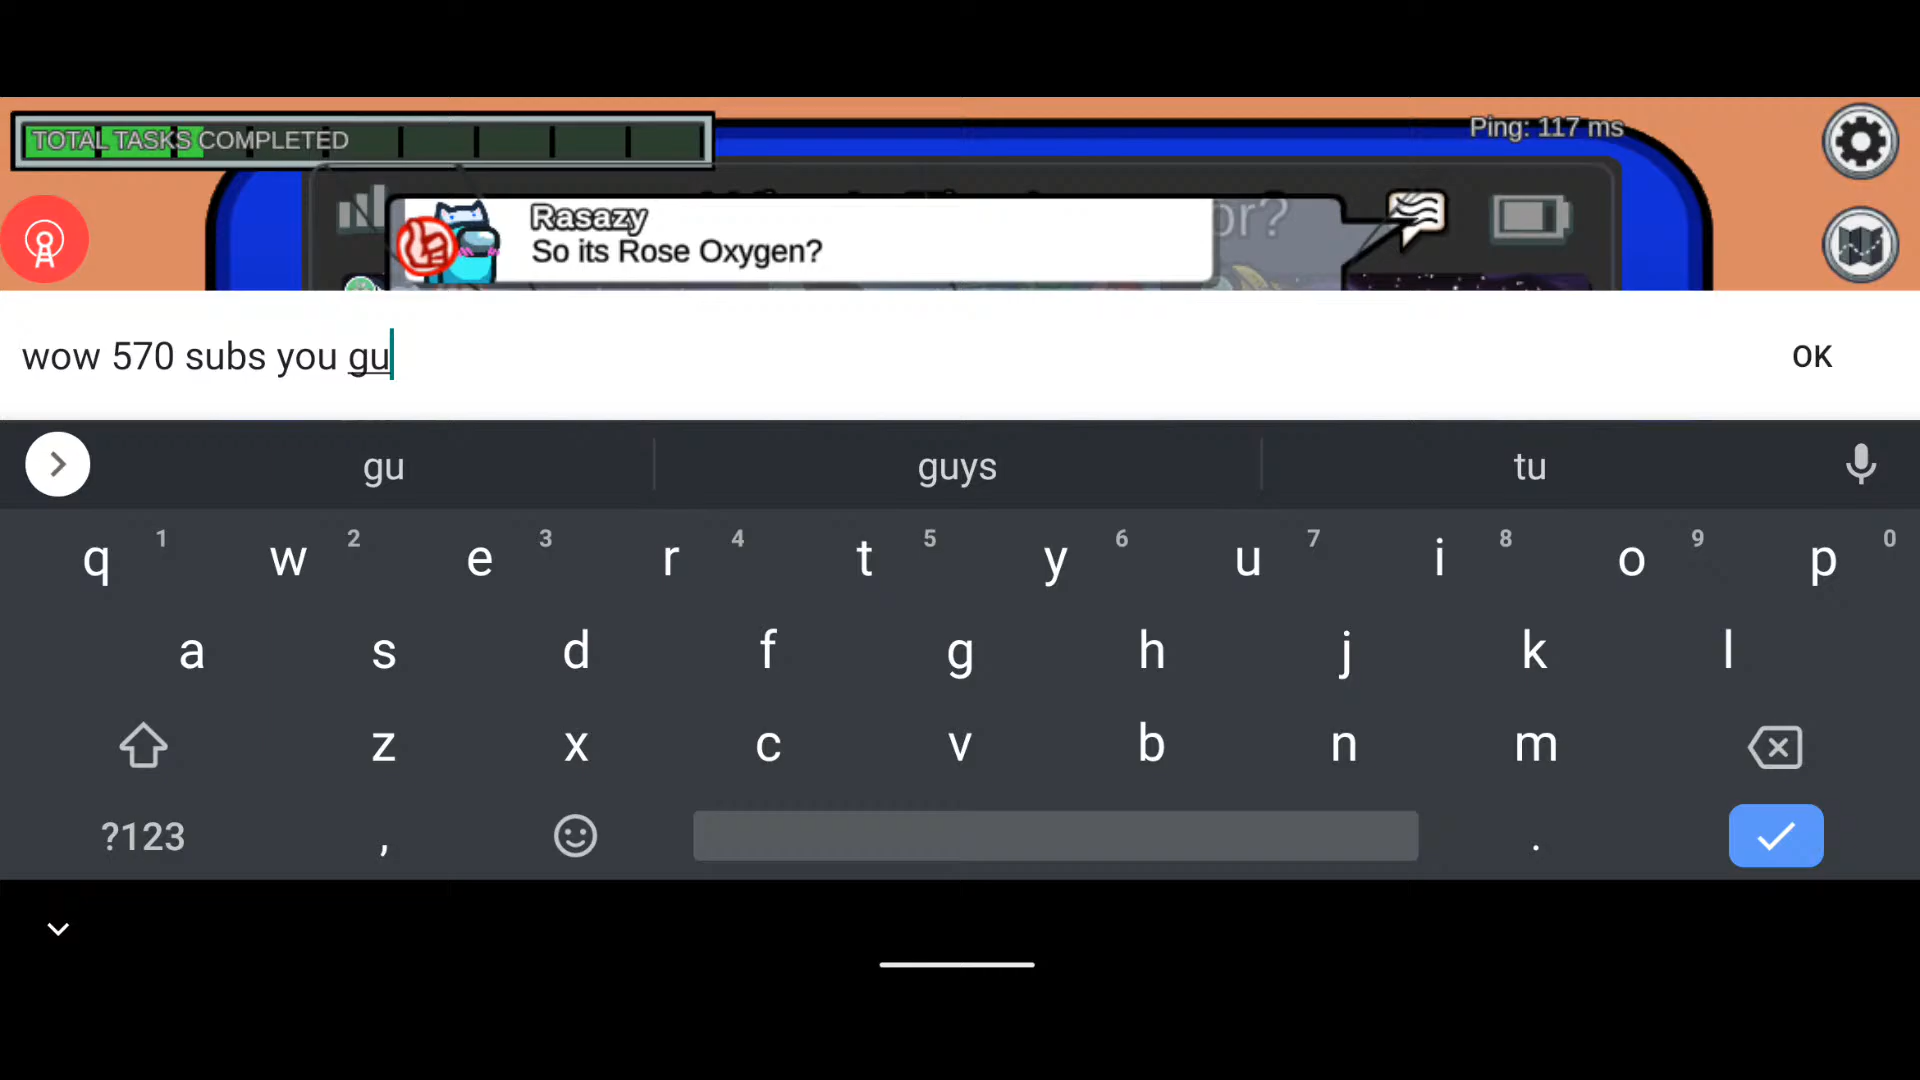 TOTAL TASKS COMPLETED
Ping: 117 ms
or?
Rasazy
So its Rose Oxygen?
wow 570 subs you gu
OK
gu guys tu
q 1 w 2 e 3 r 4 t 5 y 6 u 7 i 8 o 9 p 0
a s d f g h j k l
z x c v b n m
?123 , .